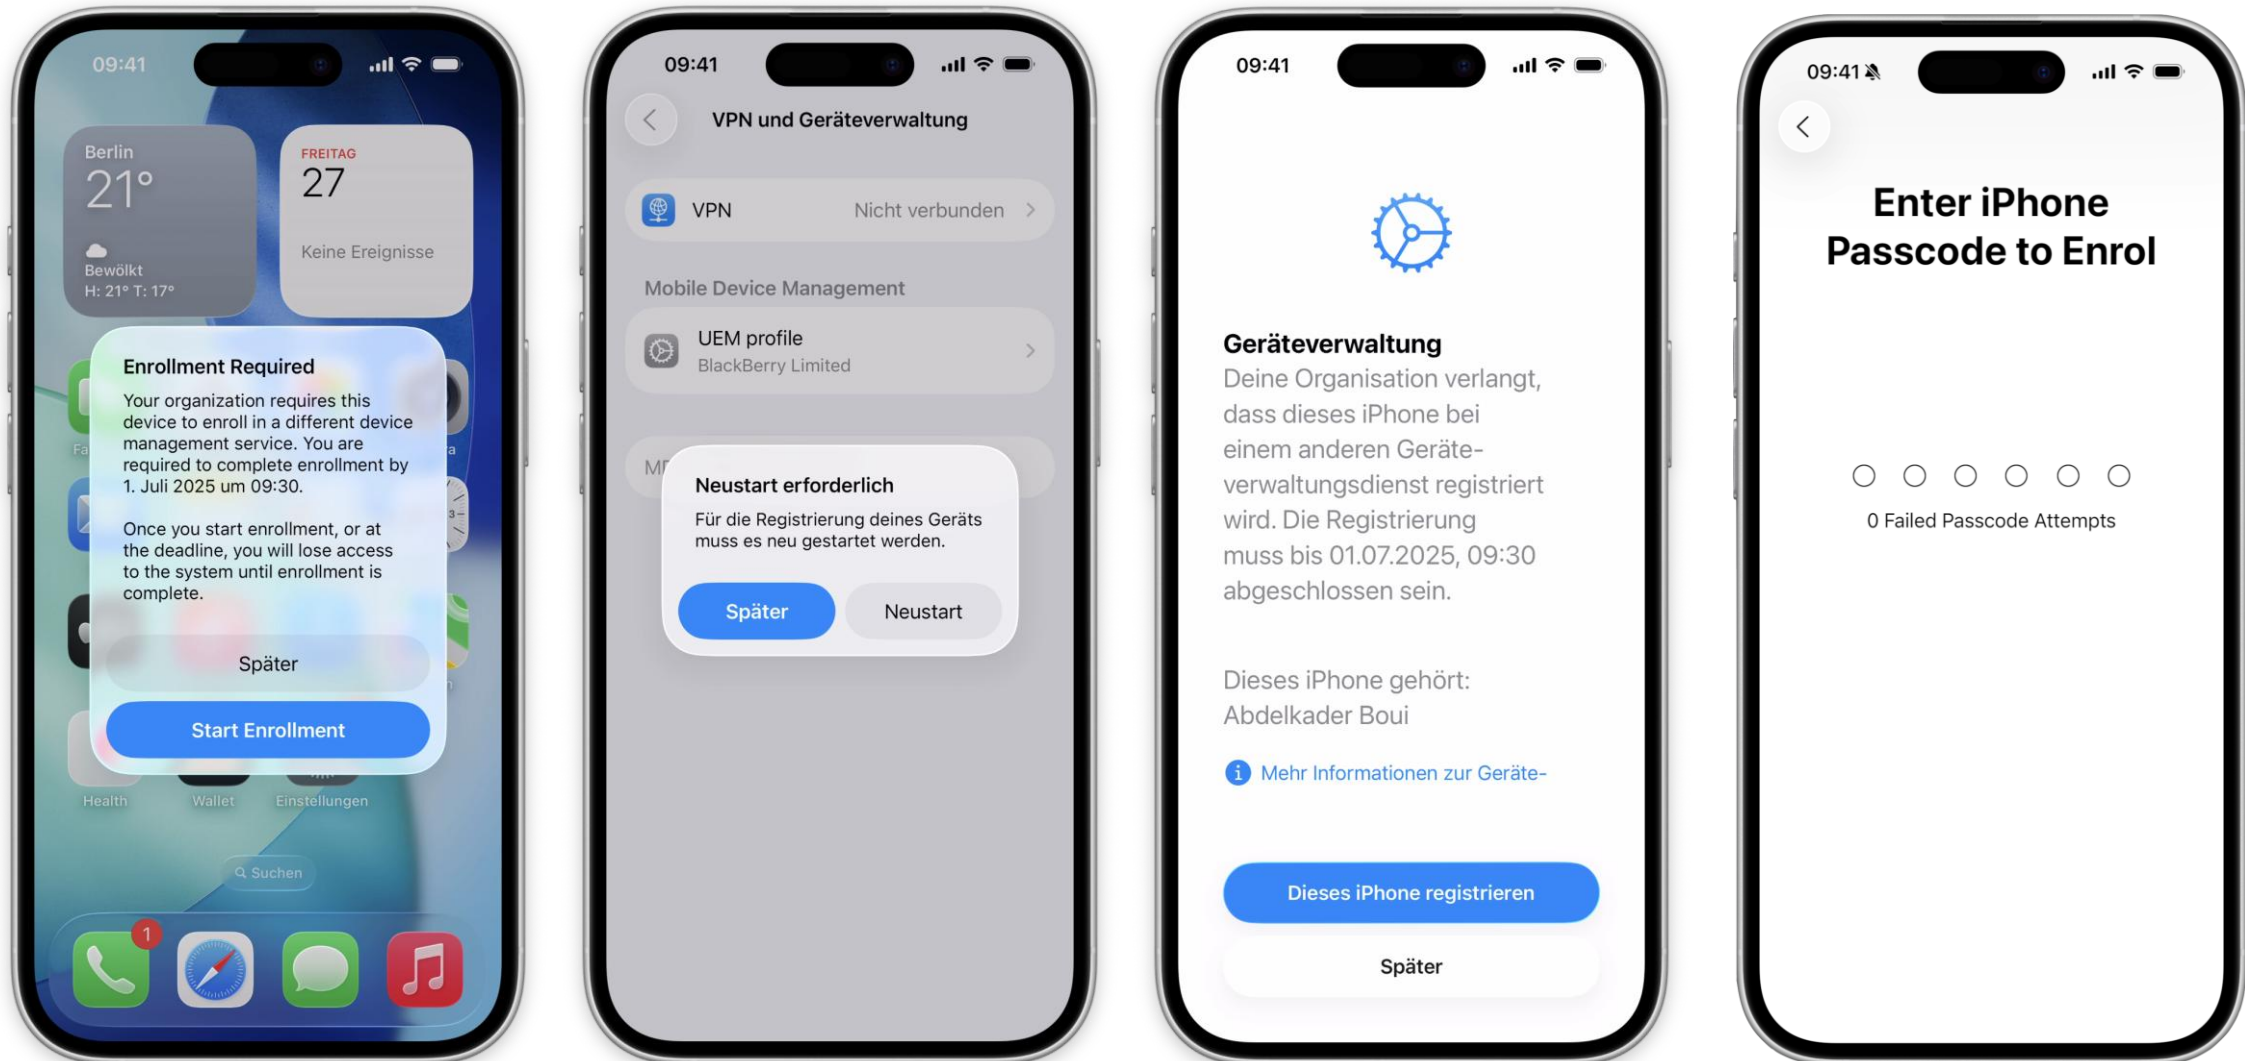 09:41
Berlin
21°
Bewölkt
H: 21° T: 17°
FREITAG
27
Keine Ereignisse
Enrollment Required
Your organization requires this
device to enroll in a different device
management service. You are
required to complete enrollment by
1. Juli 2025 um 09:30.
Once you start enrollment, or at
the deadline, you will lose access
to the system until enrollment is
complete.
Später
Start Enrollment
Health
Wallet
Einstellungen
Suchen
1
09:41
VPN und Geräteverwaltung
VPN
Nicht verbunden
Mobile Device Management
UEM profile
BlackBerry Limited
Neustart erforderlich
Für die Registrierung deines Geräts
muss es neu gestartet werden.
Später
Neustart
09:41
Geräteverwaltung
Deine Organisation verlangt,
dass dieses iPhone bei
einem anderen Geräte-
verwaltungsdienst registriert
wird. Die Registrierung
muss bis 01.07.2025, 09:30
abgeschlossen sein.
Dieses iPhone gehört:
Abdelkader Boui
Mehr Informationen zur Geräte-
Dieses iPhone registrieren
Später
09:41
Enter iPhone
Passcode to Enrol
0 Failed Passcode Attempts